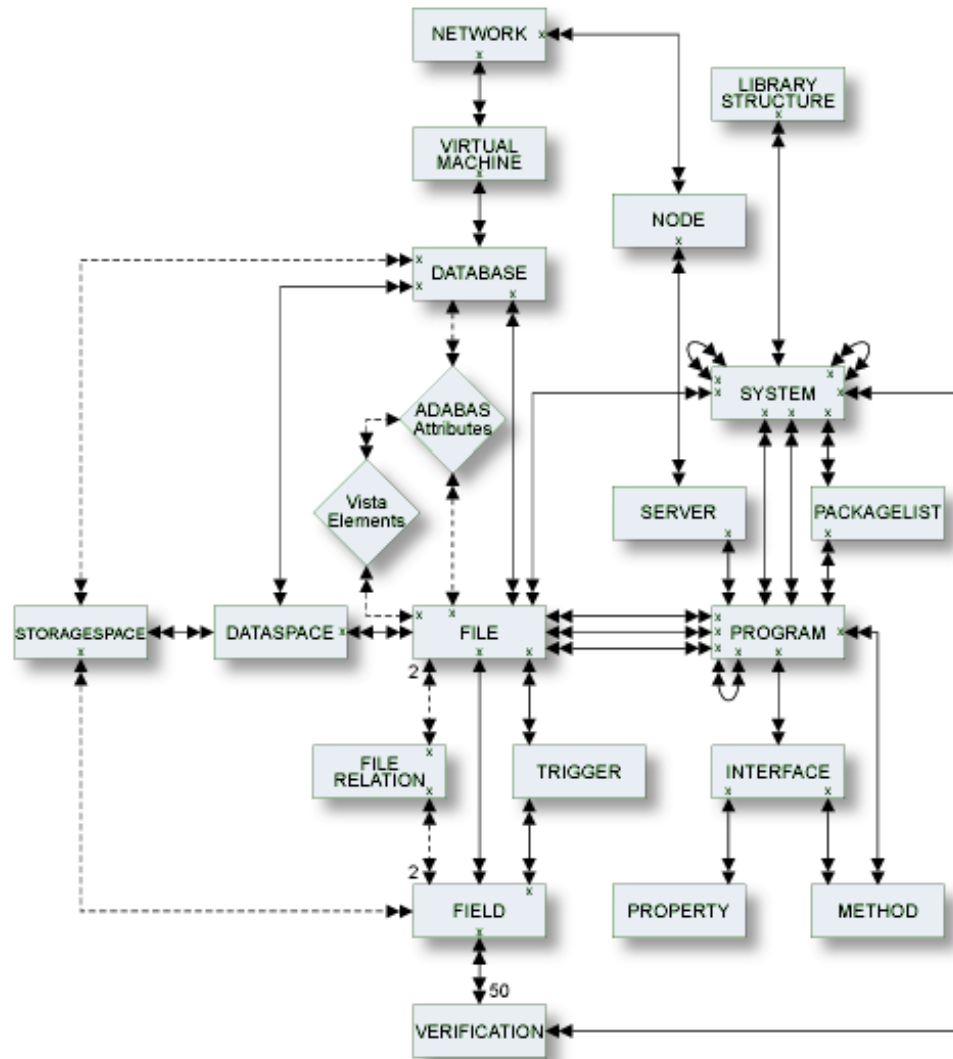 NETWORK
LIBRARY
STRUCTURE
VIRTUAL
MACHINE
NODE
DATABASE
ADABAS
Attributes
SYSTEM
Vista
Elements
SERVER
PACKAGELIST
STORAGESPACE
DATASPACE
FILE
PROGRAM
2
FILE
RELATION
TRIGGER
INTERFACE
2
FIELD
PROPERTY
METHOD
50
VERIFICATION